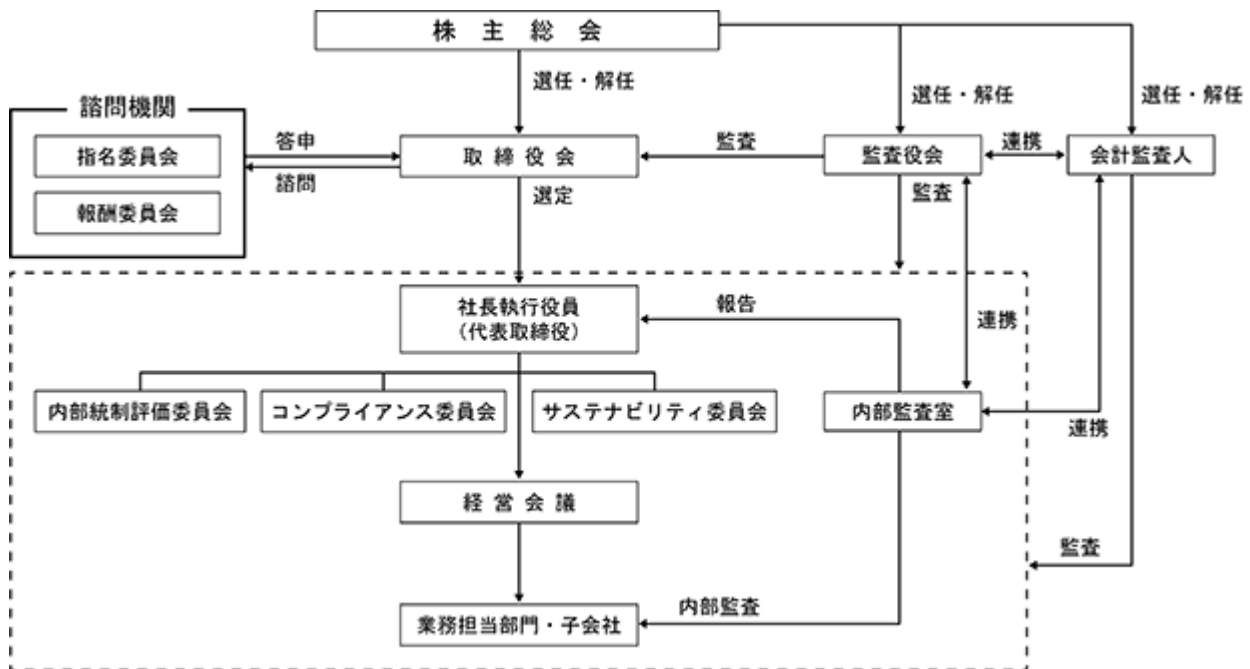 株主総会
選任・解任
選任・解任
選任・解任
諮問機関
指名委員会
報酬委員会
答申
諮問
取締役会
監査
監査役会
連携
会計監査人
選定
監査
社長執行役員
（代表取締役）
報告
連携
内部統制評価委員会
コンプライアンス委員会
サステナビリティ委員会
内部監査室
連携
経営会議
監査
内部監査
業務担当部門・子会社